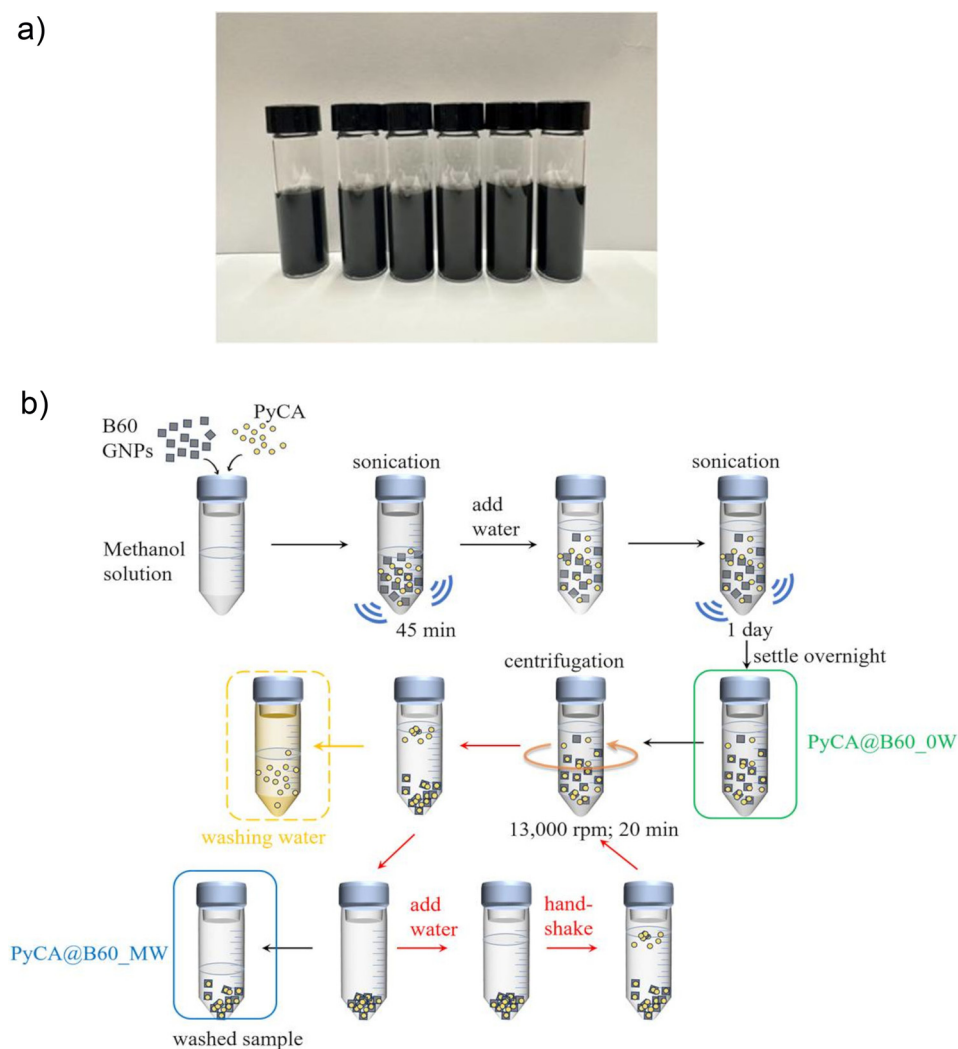 a)
b)
B60
GNPs
PyCA
Methanol
solution
sonication
45 min
add
water
sonication
1 day
settle overnight
PyCA@B60_0W
centrifugation
13,000 rpm; 20 min
washing water
PyCA@B60_MW
washed sample
add
water
hand-
shake